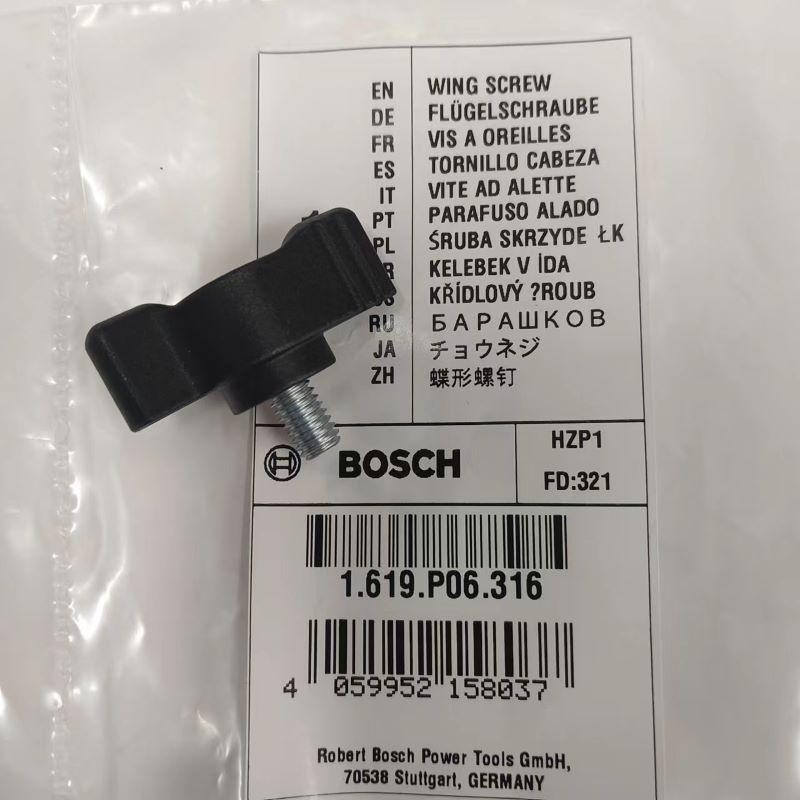 EN WING SCREW
DE FLÜGELSCHRAUBE
FR VIS A OREILLES
ES TORNILLO CABEZA
IT VITE AD ALETTE
PT PARAFUSO ALADO
PL ŚRUBA SKRZYDE ŁK
KELEBEK V İDA
KŘÍDLOVÝ ?ROUB
RU БАРАШКОВ
JA チョウネジ
ZH 蝶形螺钉
BOSCH
HZP1
FD:321
1.619.P06.316
4 059952 158037
Robert Bosch Power Tools GmbH,
70538 Stuttgart, GERMANY